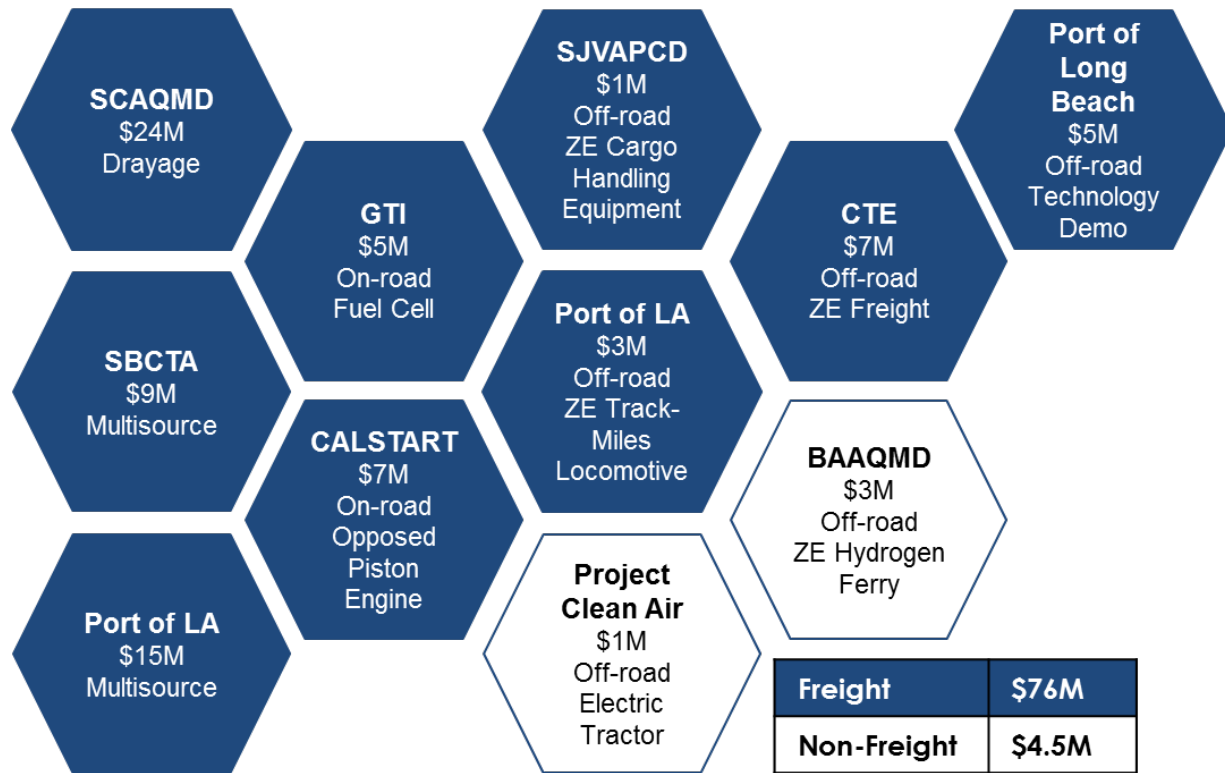 SCAQMD
$24M
Drayage
SBCTA
$9M
Multisource
Port of LA
$15M
Multisource
GTI
$5M
On-road
Fuel Cell
CALSTART
$7M
On-road
Opposed
Piston
Engine
SJVAPCD
$1M
Off-road
ZE Cargo
Handling
Equipment
Port of LA
$3M
Off-road
ZE Track-
Miles
Locomotive
Project
Clean Air
$1M
Off-road
Electric
Tractor
CTE
$7M
Off-road
ZE Freight
BAAQMD
$3M
Off-road
ZE Hydrogen
Ferry
Port of
Long
Beach
$5M
Off-road
Technology
Demo
Freight $76M
Non-Freight $4.5M